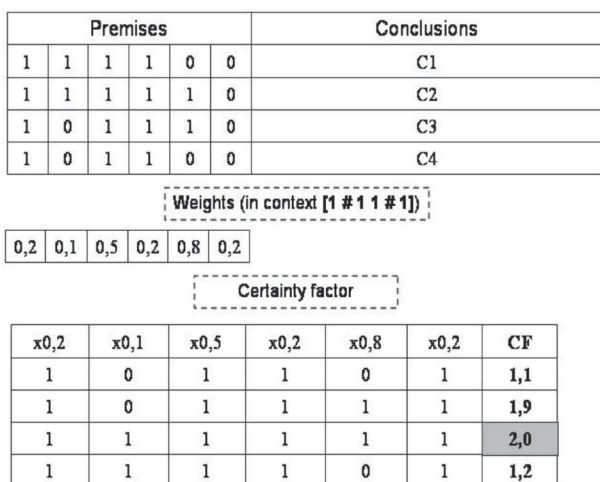 Premises Conclusions
1 1 1 1 0 0 C1
1 1 1 1 1 0 C2
1 0 1 1 1 0 C3
1 0 1 1 0 0 C4
Weights (in context [1 # 1 1 # 1])
0,2 0,1 0,5 0,2 0,8 0,2
Certainty factor
x0,2 x0,1 x0,5 x0,2 x0,8 x0,2 CF
1 0 1 1 0 1 1,1
1 0 1 1 1 1 1,9
1 1 1 1 1 1 2,0
1 1 1 1 0 1 1,2